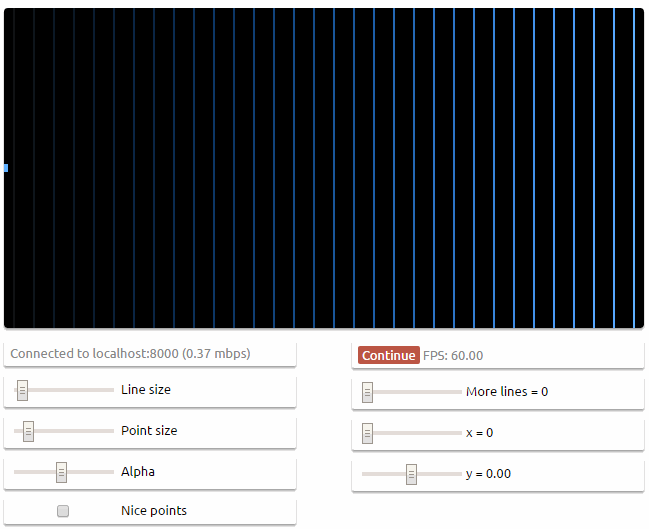 Connected to localhost:8000 (0.37 mbps)
Line size
Point size
Alpha
Nice points
Continue FPS: 60.00
More lines = 0
x = 0
y = 0.00